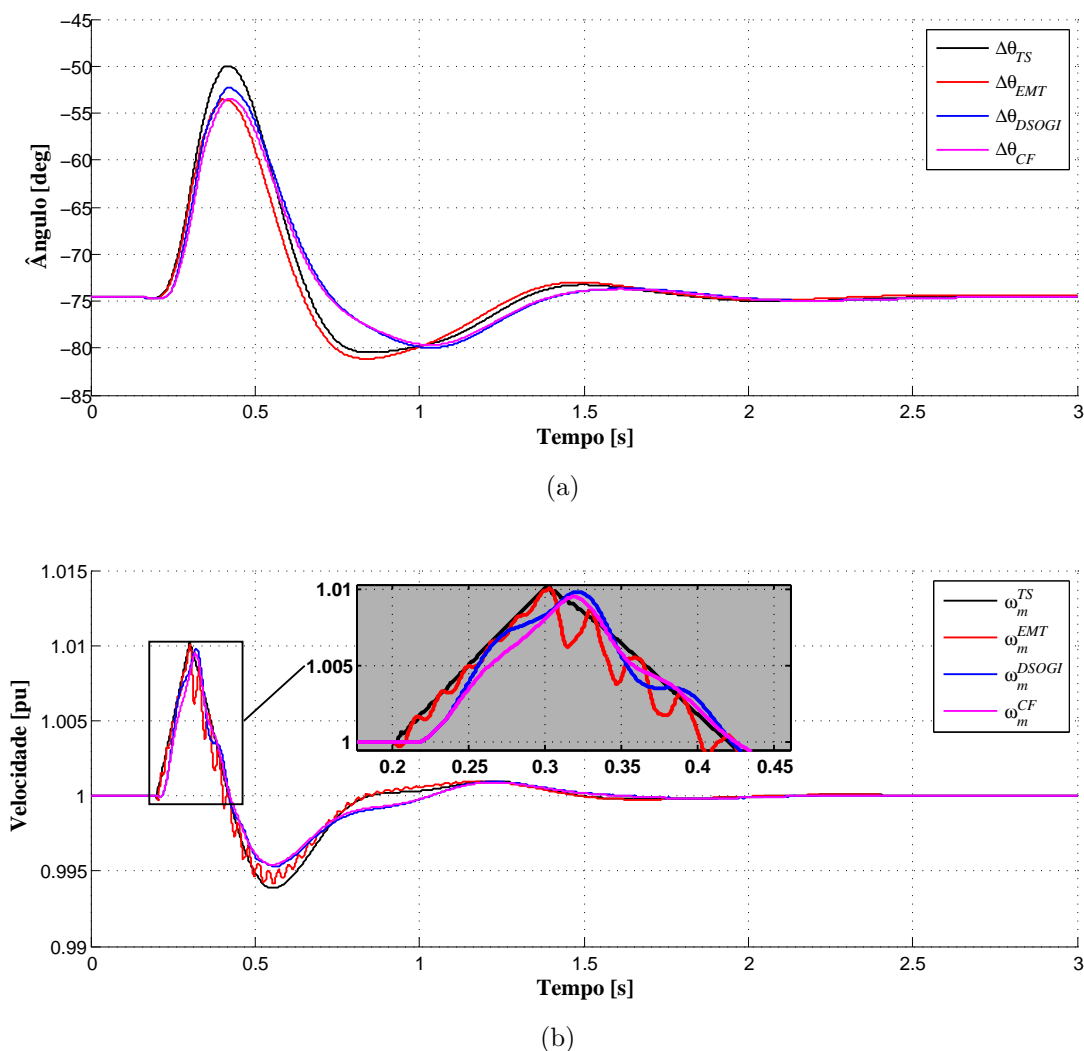 −45
−50
−55
−60
−65
−70
−75
−80
−85
Ângulo [deg]
0 0.5 1 1.5 2 2.5 3
Tempo [s]
Δθ_TS
Δθ_EMT
Δθ_DSOGI
Δθ_CF
(a)
1.015
1.01
1.005
1
0.995
0.99
Velocidade [pu]
0 0.5 1 1.5 2 2.5 3
Tempo [s]
1.01
1.005
1
0.2 0.25 0.3 0.35 0.4 0.45
ω_m^TS
ω_m^EMT
ω_m^DSOGI
ω_m^CF
(b)